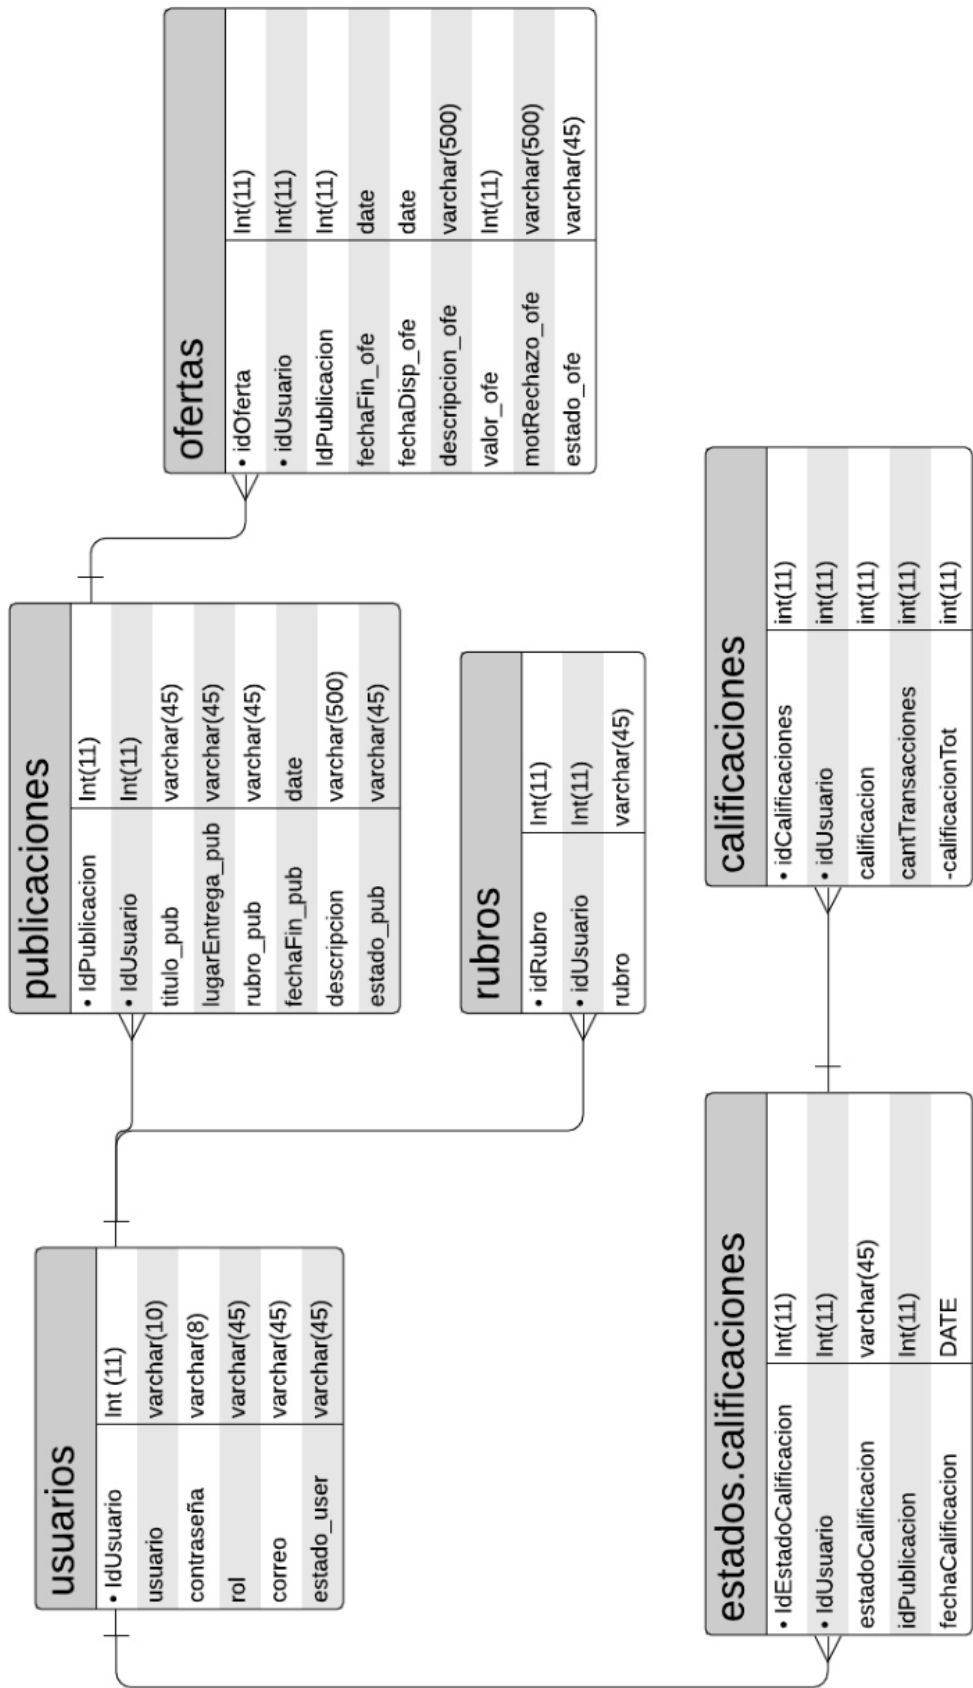 usuarios
• IdUsuario Int (11)
usuario varchar(10)
contraseña varchar(8)
rol varchar(45)
correo varchar(45)
estado_user varchar(45)
publicaciones
• IdPublicacion Int(11)
• IdUsuario Int(11)
titulo_pub varchar(45)
lugarEntrega_pub varchar(45)
rubro_pub varchar(45)
fechaFin_pub date
descripcion varchar(500)
estado_pub varchar(45)
ofertas
• idOferta Int(11)
• idUsuario Int(11)
IdPublicacion Int(11)
fechaFin_ofe date
fechaDisp_ofe date
descripcion_ofe varchar(500)
valor_ofe Int(11)
motRechazo_ofe varchar(500)
estado_ofe varchar(45)
rubros
• idRubro Int(11)
• idUsuario Int(11)
rubro varchar(45)
estados.calificaciones
• IdEstadoCalificacion Int(11)
• IdUsuario Int(11)
estadoCalificacion varchar(45)
idPublicacion Int(11)
fechaCalificacion DATE
calificaciones
• idCalificaciones int(11)
• idUsuario int(11)
calificacion int(11)
cantTransacciones int(11)
-calificacionTot int(11)